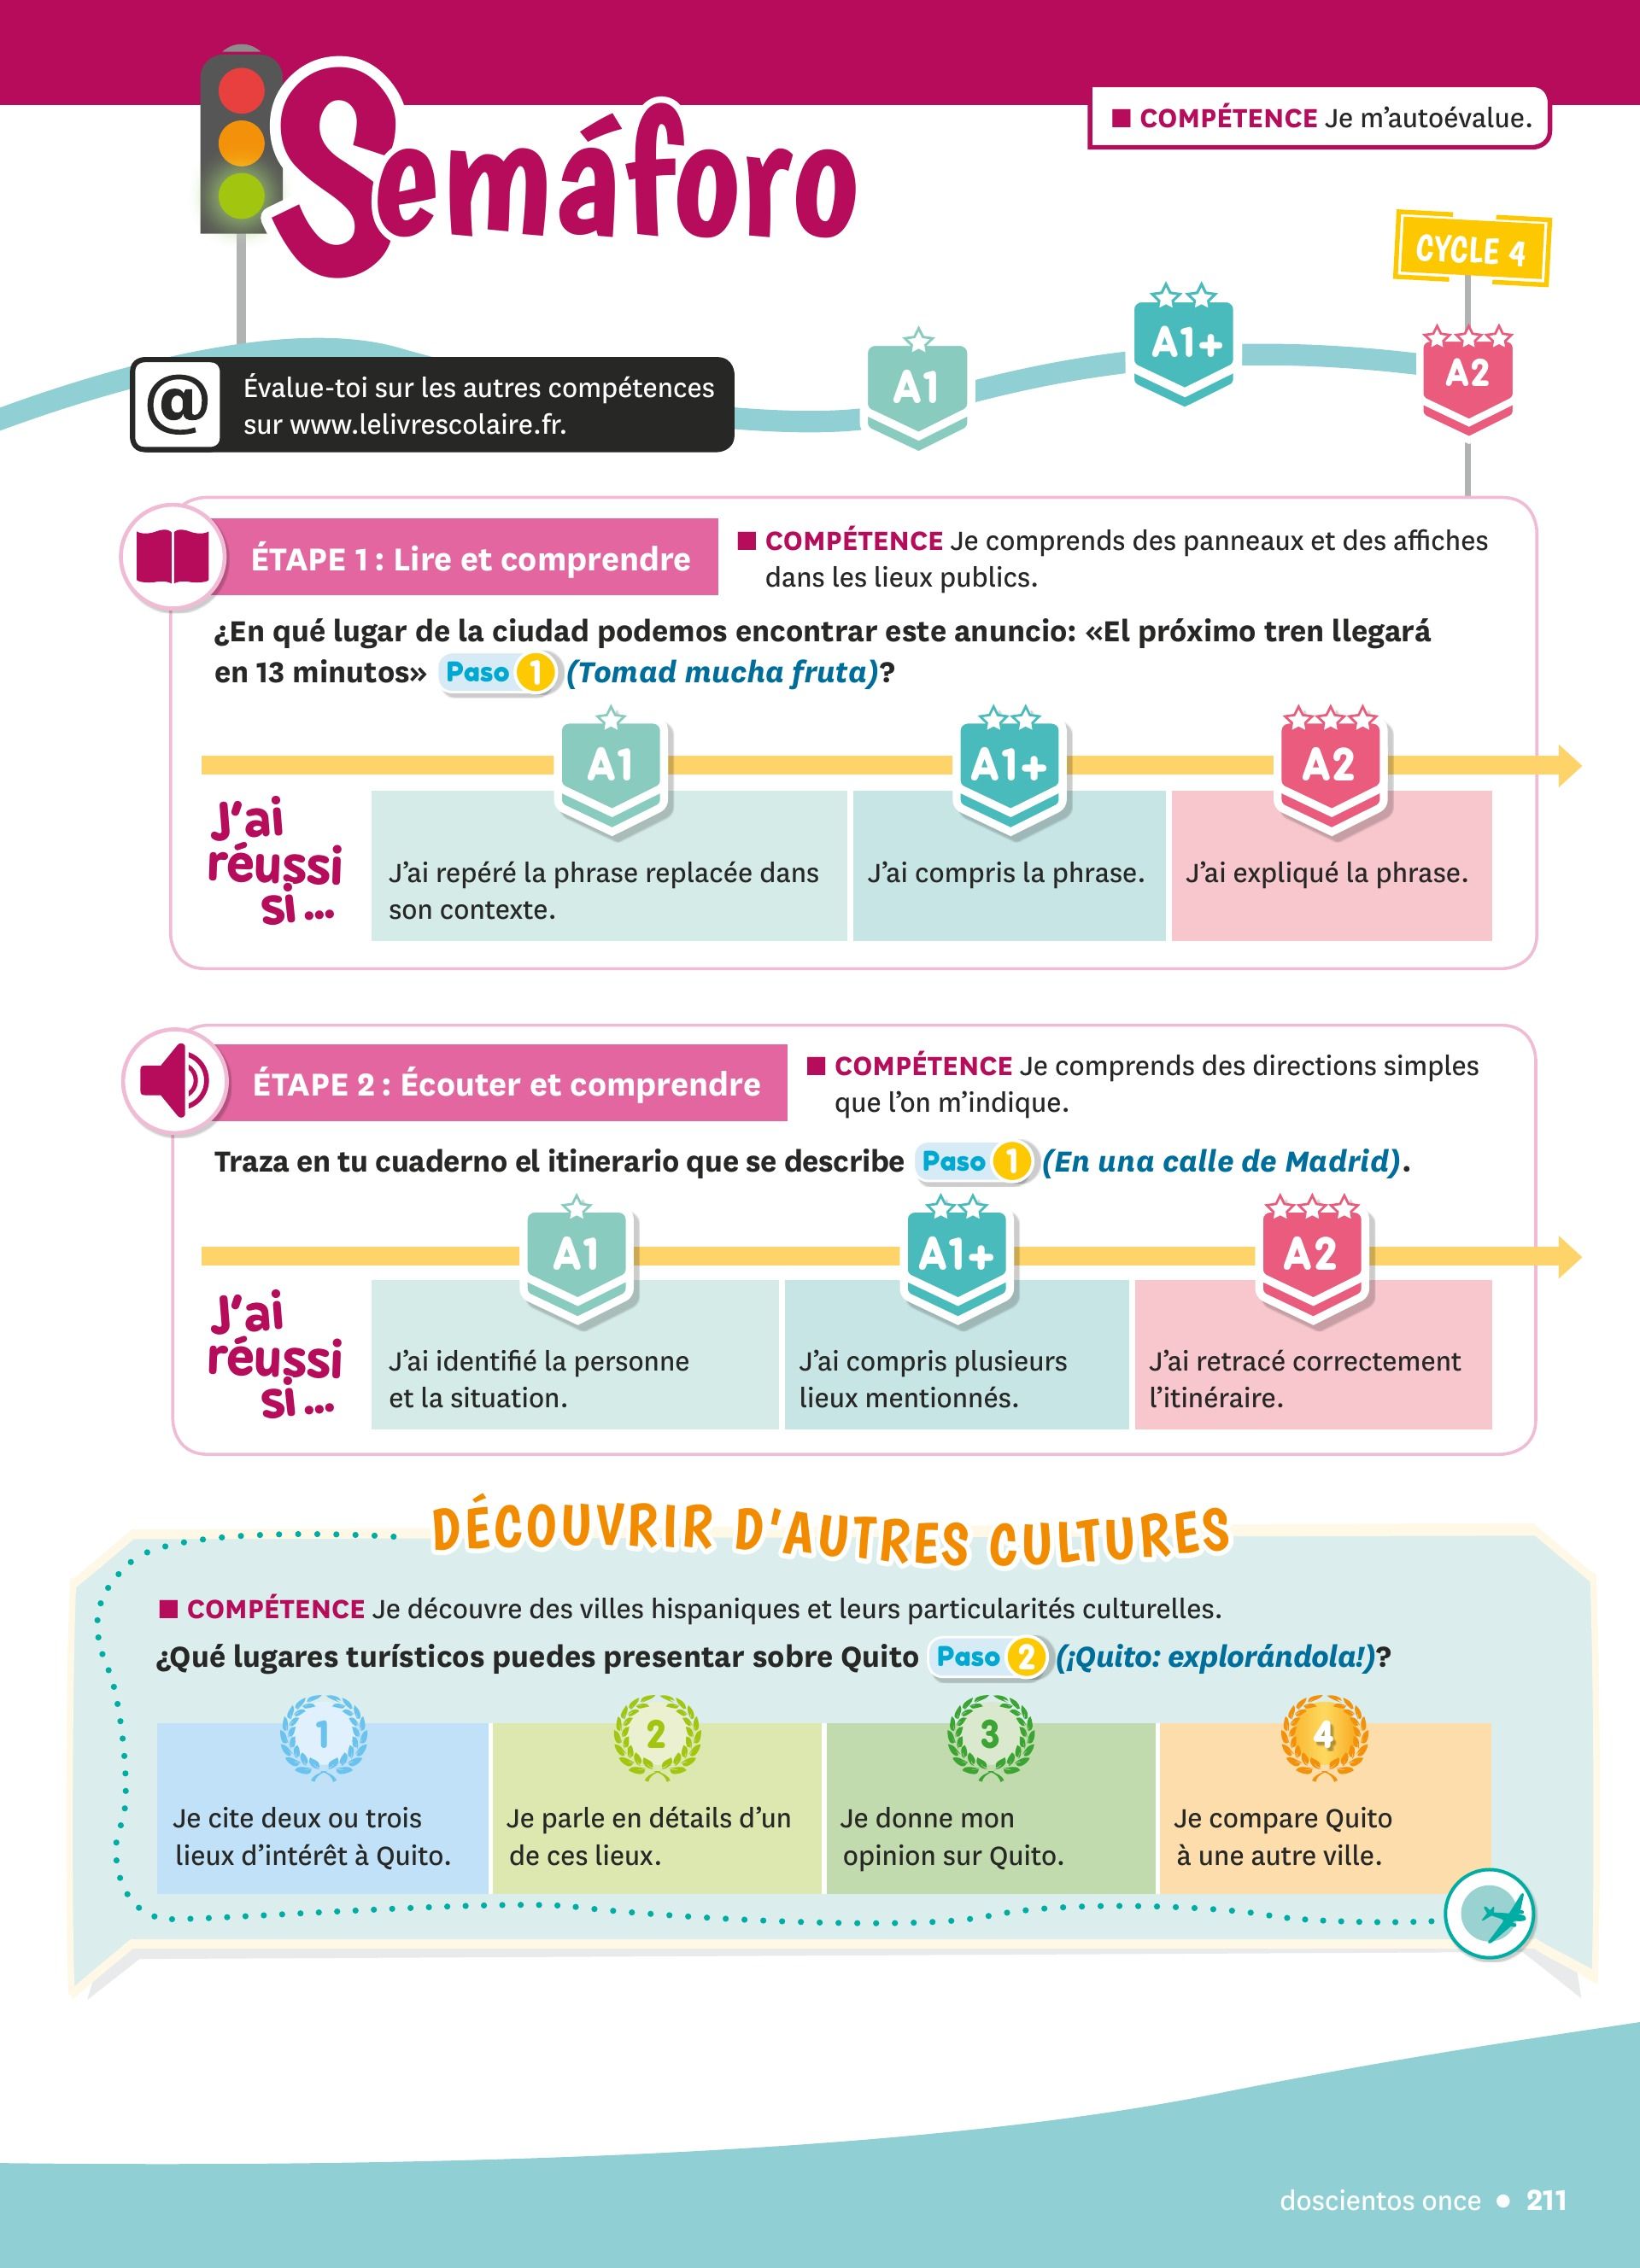 Semáforo
■ COMPÉTENCE Je m'autoévalue.
CYCLE 4
@ Évalue-toi sur les autres compétences
sur www.lelivrescolaire.fr.
A1
A1+
A2
ÉTAPE 1 : Lire et comprendre
■ COMPÉTENCE Je comprends des panneaux et des affiches
dans les lieux publics.
¿En qué lugar de la ciudad podemos encontrar este anuncio: «El próximo tren llegará
en 13 minutos» Paso 1 (Tomad mucha fruta)?
A1
A1+
A2
J'ai
réussi
si ...
J'ai repéré la phrase replacée dans
son contexte.
J'ai compris la phrase.
J'ai expliqué la phrase.
ÉTAPE 2 : Écouter et comprendre
■ COMPÉTENCE Je comprends des directions simples
que l'on m'indique.
Traza en tu cuaderno el itinerario que se describe Paso 1 (En una calle de Madrid).
A1
A1+
A2
J'ai
réussi
si ...
J'ai identifié la personne
et la situation.
J'ai compris plusieurs
lieux mentionnés.
J'ai retracé correctement
l'itinéraire.
DÉCOUVRIR D'AUTRES CULTURES
■ COMPÉTENCE Je découvre des villes hispaniques et leurs particularités culturelles.
¿Qué lugares turísticos puedes presentar sobre Quito Paso 2 (¡Quito: explorándola!)?
1
Je cite deux ou trois
lieux d'intérêt à Quito.
2
Je parle en détails d'un
de ces lieux.
3
Je donne mon
opinion sur Quito.
4
Je compare Quito
à une autre ville.
doscientos once • 211